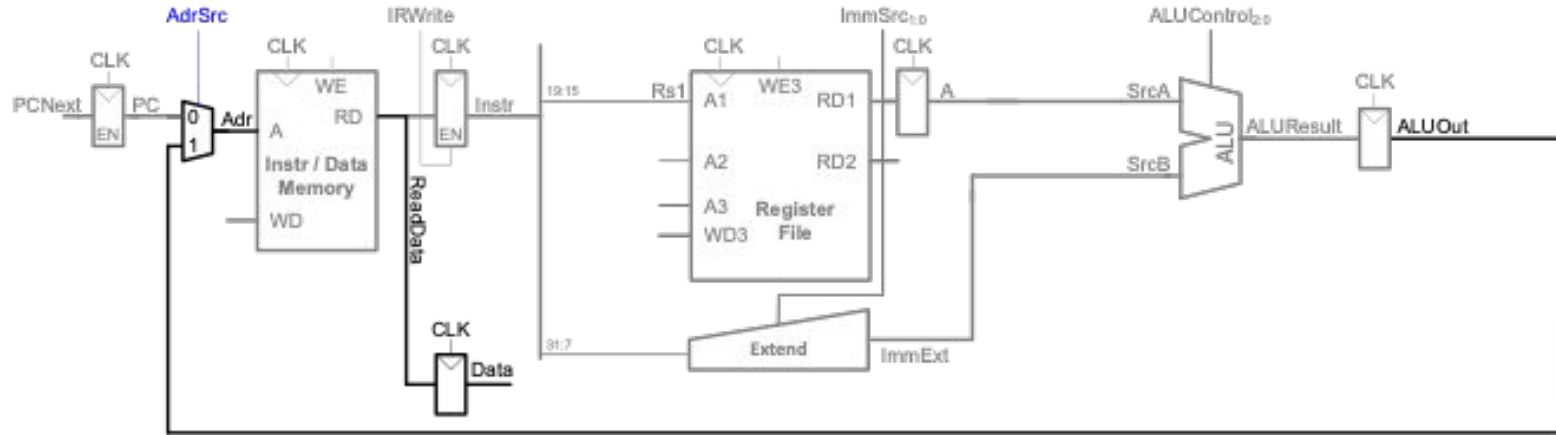 AdrSrc
IRWrite
ImmSrc1:0
ALUControl2:0
CLK
CLK
CLK
CLK
CLK
CLK
PCNext
PC
EN
0
1
Adr
WE
A
RD
Instr / Data
Memory
WD
EN
Instr
ReadData
CLK
Data
19:15
Rs1
A1
WE3
RD1
A2
RD2
A3
WD3
Register
File
A
31:7
Extend
ImmExt
SrcA
SrcB
ALU
ALUResult
ALUOut